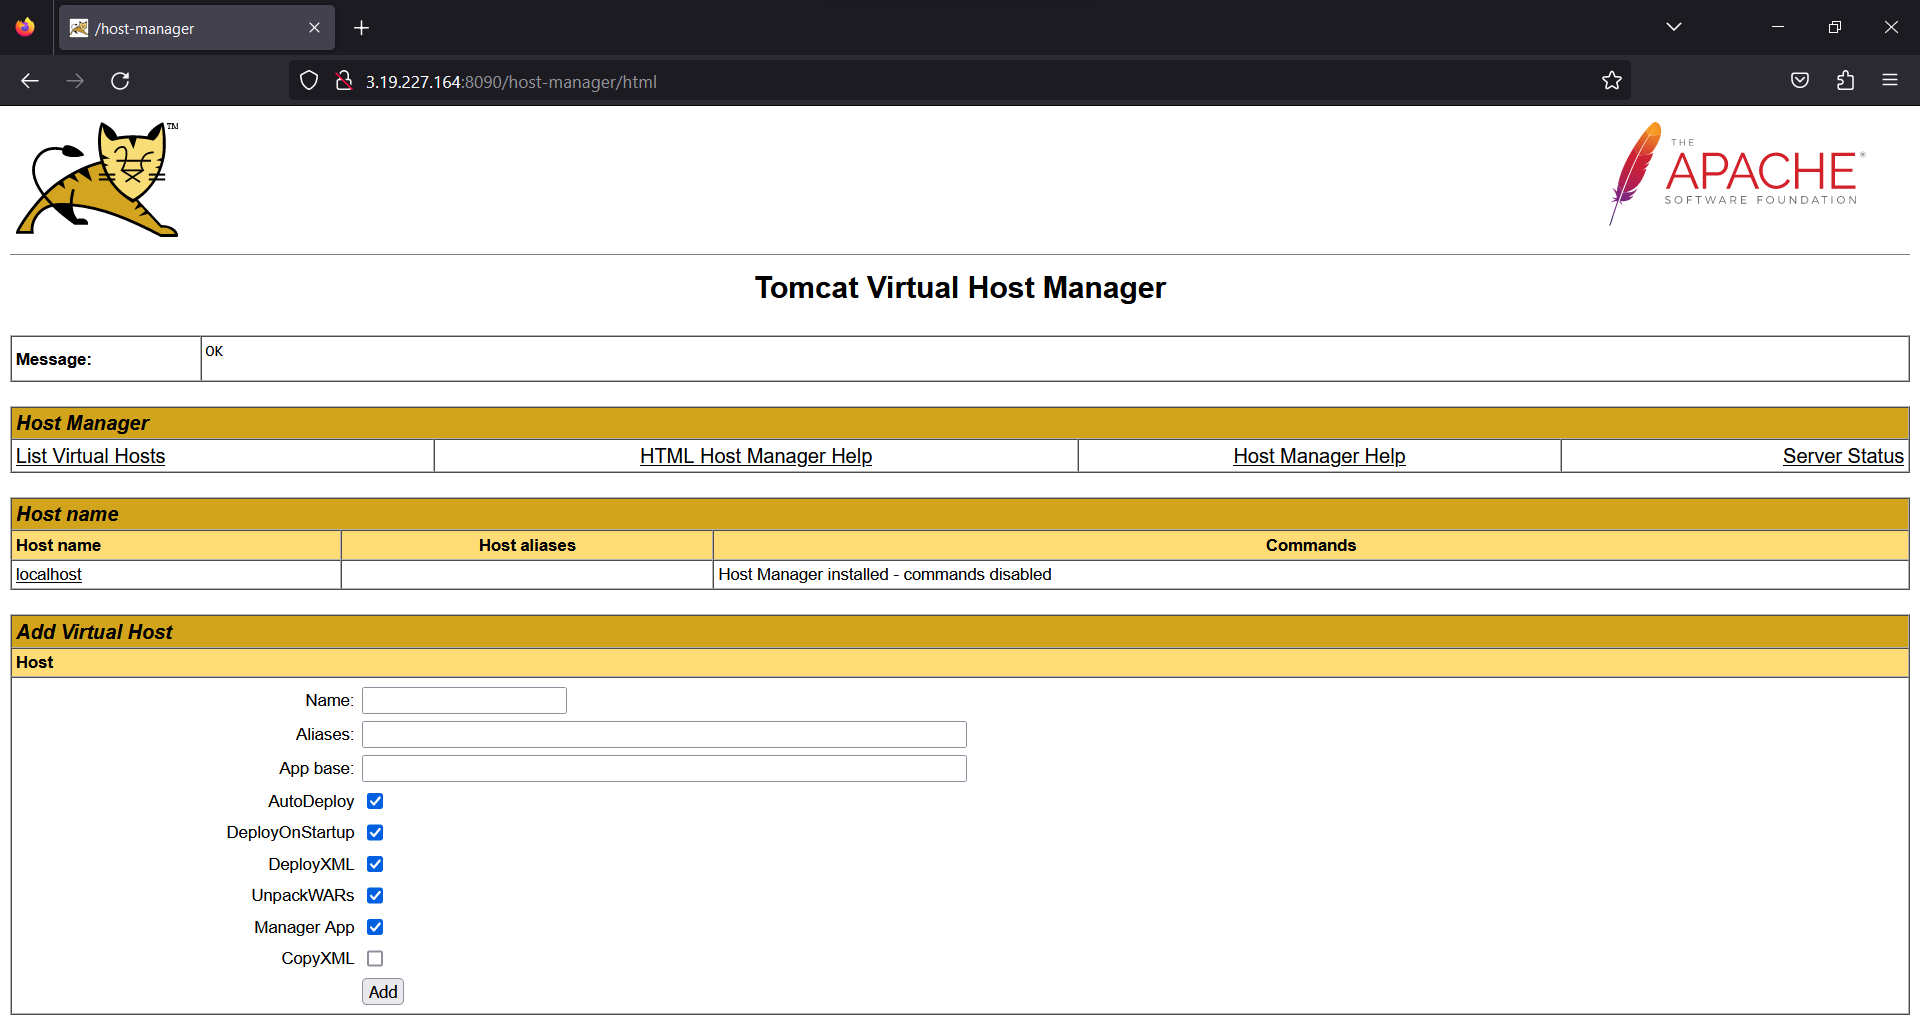 /host-manager
3.19.227.164:8090/host-manager/html
TM
THE
APACHE®
SOFTWARE FOUNDATION
Tomcat Virtual Host Manager
Message: OK
Host Manager
List Virtual Hosts HTML Host Manager Help Host Manager Help Server Status
Host name
Host name Host aliases Commands
localhost Host Manager installed - commands disabled
Add Virtual Host
Host
Name:
Aliases:
App base:
AutoDeploy
DeployOnStartup
DeployXML
UnpackWARs
Manager App
CopyXML
Add